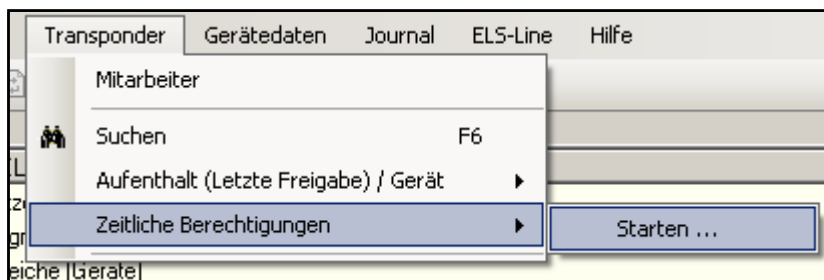 Transponder Gerätedaten Journal ELS-Line Hilfe
Mitarbeiter
Suchen F6
Aufenthalt (Letzte Freigabe) / Gerät
Zeitliche Berechtigungen Starten ...
eiche [Geräte]